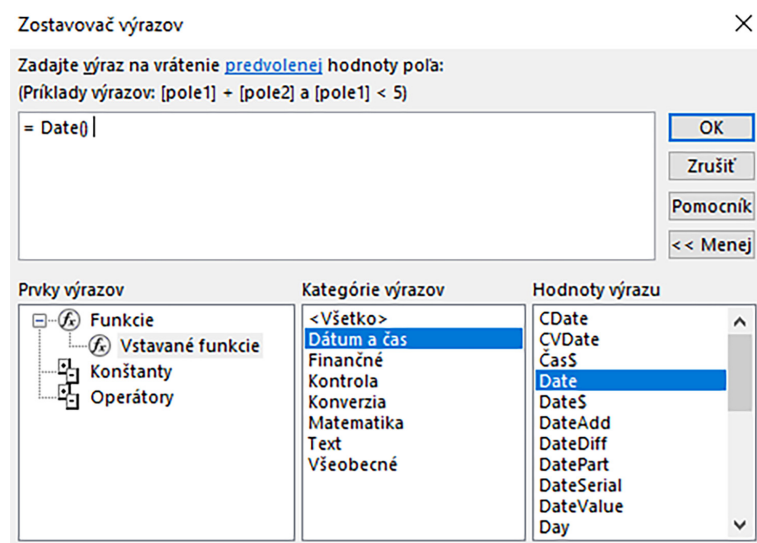 Zostavovač výrazov
Zadajte výraz na vrátenie predvolenej hodnoty poľa:
(Príklady výrazov: [pole1] + [pole2] a [pole1] < 5)
= Date()
OK
Zrušiť
Pomocník
<< Menej
Prvky výrazov
Funkcie
Vstavané funkcie
Konštanty
Operátory
Kategórie výrazov
<Všetko>
Dátum a čas
Finančné
Kontrola
Konverzia
Matematika
Text
Všeobecné
Hodnoty výrazu
CDate
CVDate
Čas$
Date
Date$
DateAdd
DateDiff
DatePart
DateSerial
DateValue
Day